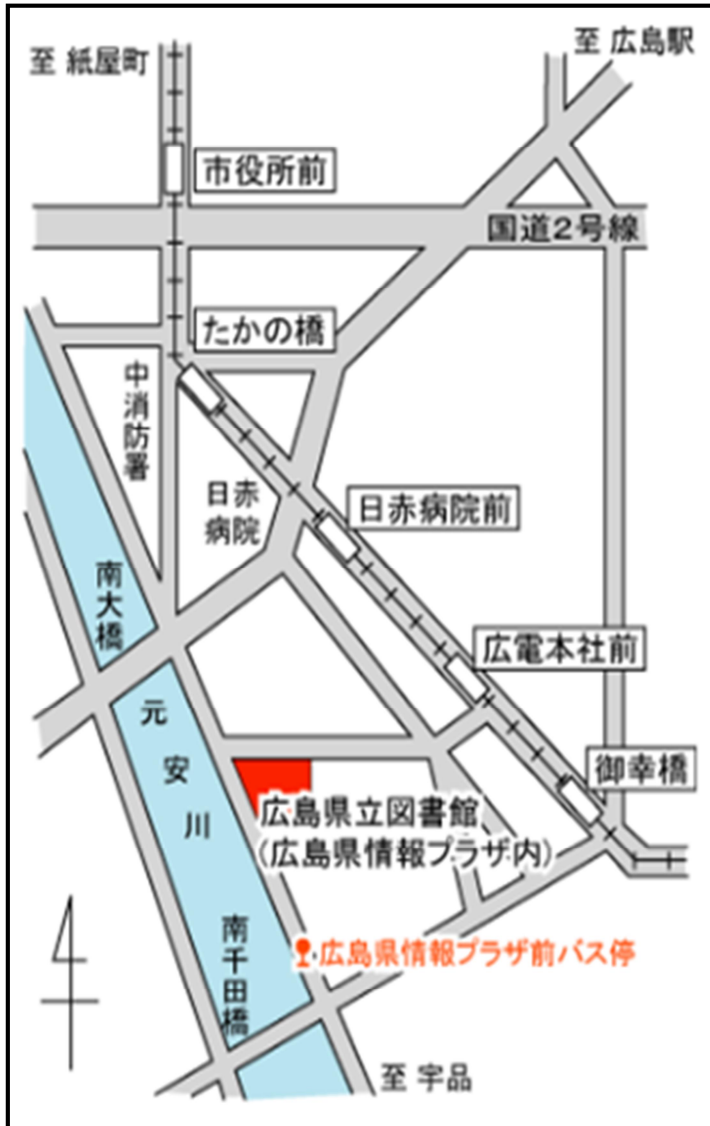 至 紙屋町
至 広島駅
市役所前
国道2号線
たかの橋
中消防署
日赤
病院
日赤病院前
南大橋
広電本社前
元安川
御幸橋
広島県立図書館
(広島県情報プラザ内)
南千田橋
広島県情報プラザ前バス停
至 宇品